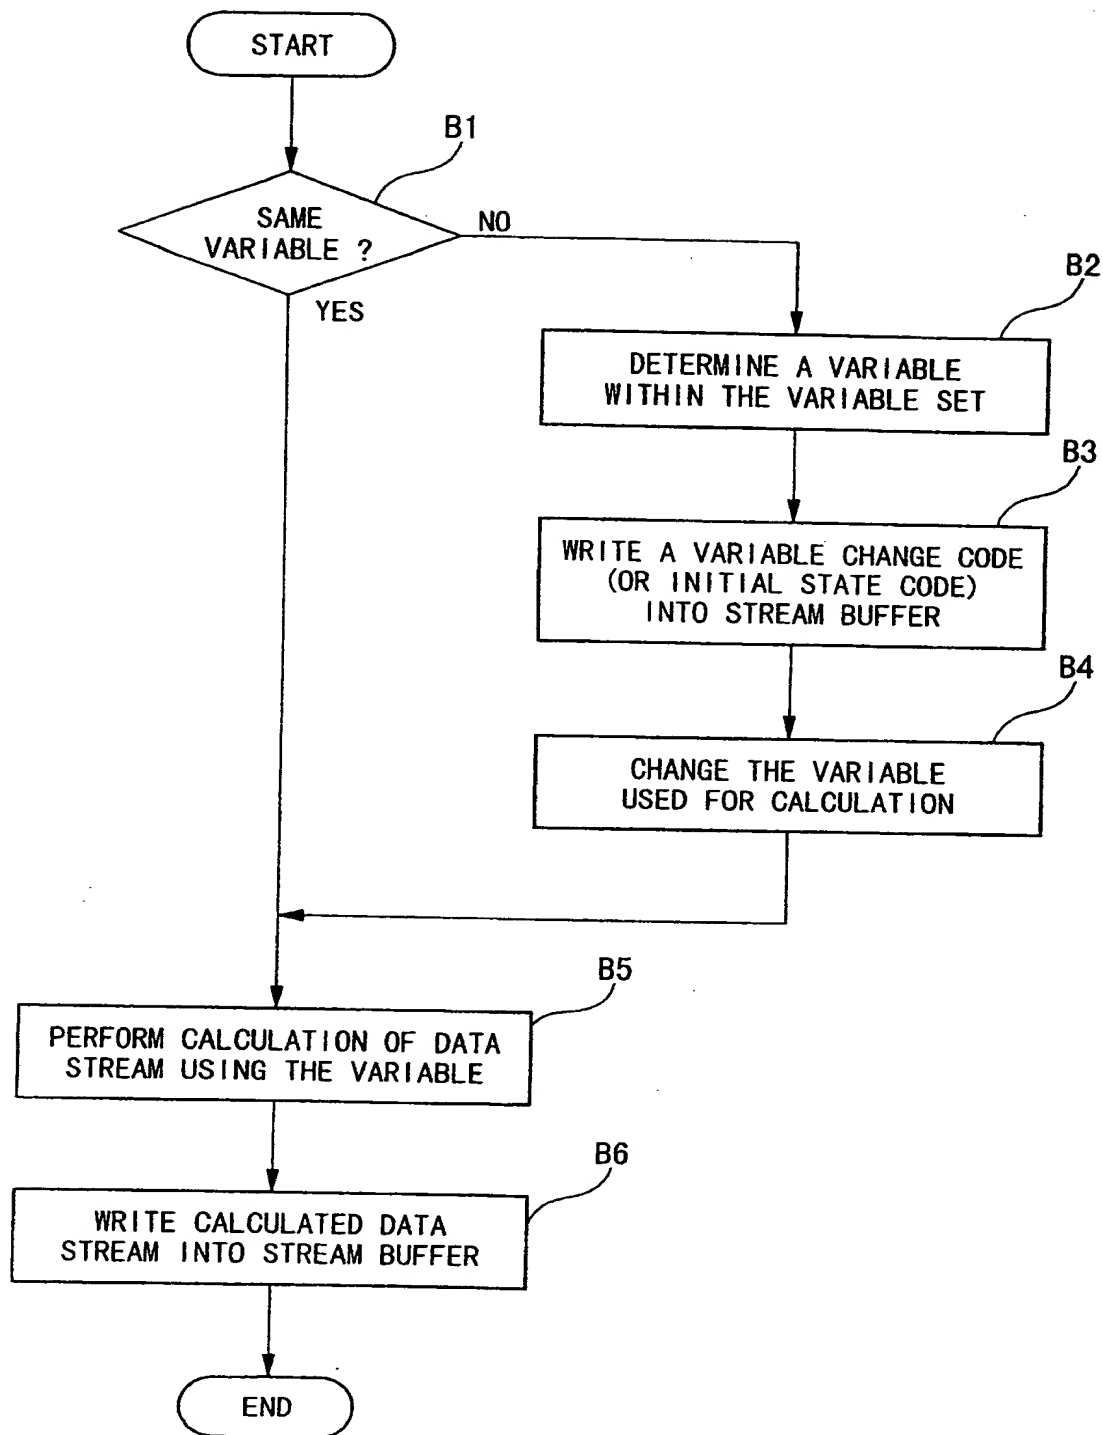 START
B1
SAME
VARIABLE ?
NO
YES
B2
DETERMINE A VARIABLE
WITHIN THE VARIABLE SET
B3
WRITE A VARIABLE CHANGE CODE
(OR INITIAL STATE CODE)
INTO STREAM BUFFER
B4
CHANGE THE VARIABLE
USED FOR CALCULATION
B5
PERFORM CALCULATION OF DATA
STREAM USING THE VARIABLE
B6
WRITE CALCULATED DATA
STREAM INTO STREAM BUFFER
END